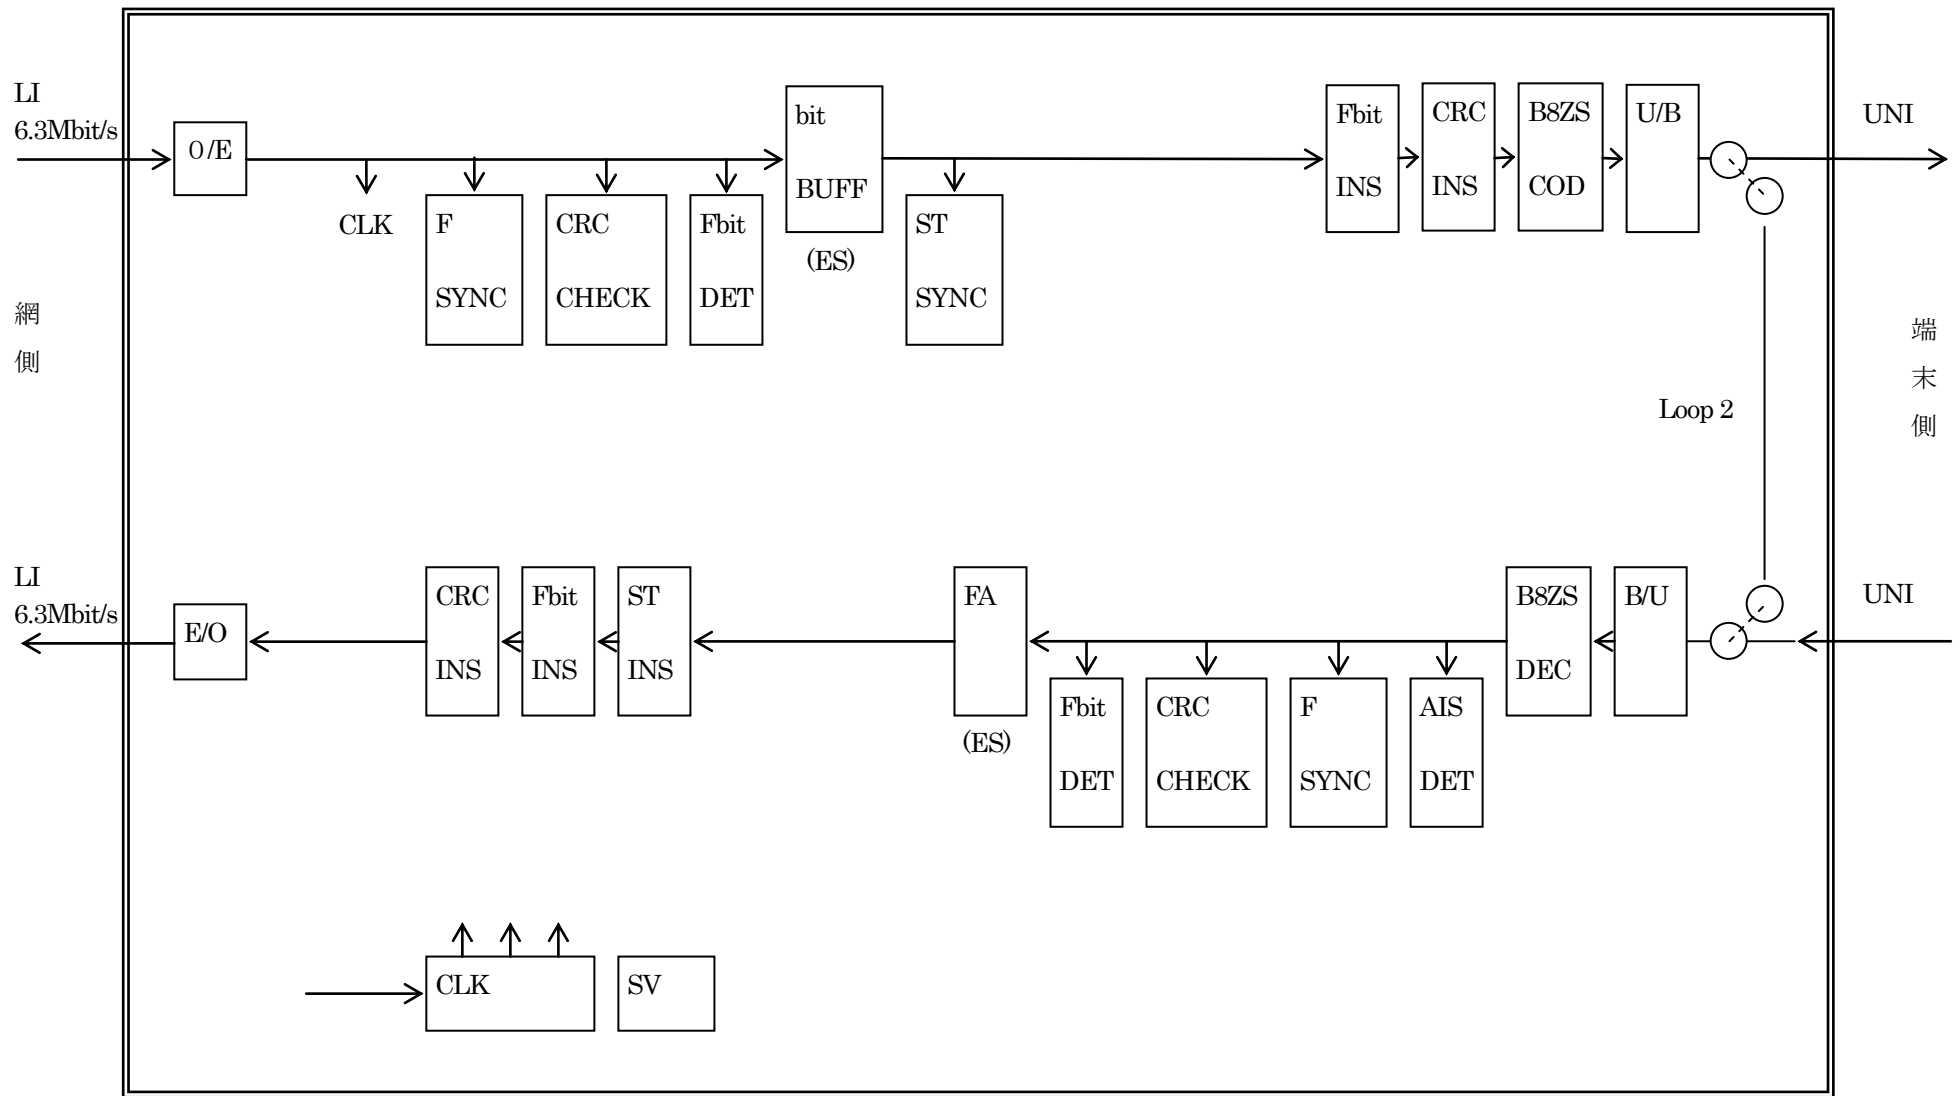 LI
6.3Mbit/s
O/E
CLK
F
SYNC
CRC
CHECK
Fbit
DET
bit
BUFF
(ES)
ST
SYNC
Fbit
INS
CRC
INS
B8ZS
COD
U/B
UNI
網
側
端
末
側
Loop 2
LI
6.3Mbit/s
E/O
CRC
INS
Fbit
INS
ST
INS
FA
(ES)
Fbit
DET
CRC
CHECK
F
SYNC
AIS
DET
B8ZS
DEC
B/U
UNI
CLK
SV